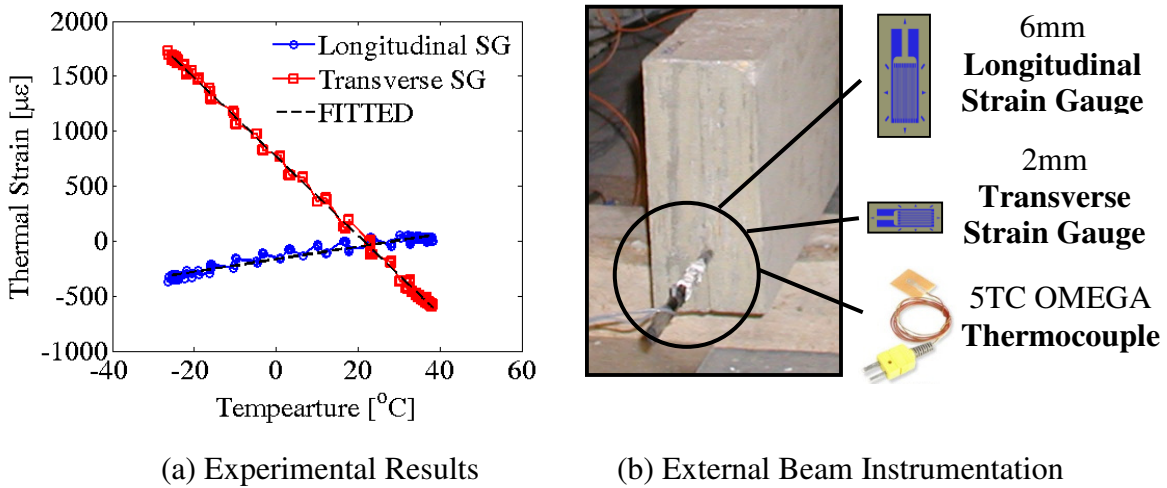 2000
1500
1000
500
0
-500
-1000
-40
-20
0
20
40
60
Thermal Strain [με]
Tempearture [°C]
Longitudinal SG
Transverse SG
FITTED
6mm
Longitudinal
Strain Gauge
2mm
Transverse
Strain Gauge
5TC OMEGA
Thermocouple
(a) Experimental Results
(b) External Beam Instrumentation